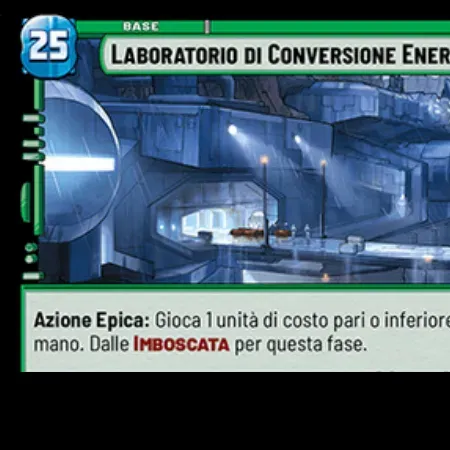 BASE
25
LABORATORIO DI CONVERSIONE ENER
Azione Epica: Gioca 1 unità di costo pari o inferiore
mano. Dalle IMBOSCATA per questa fase.